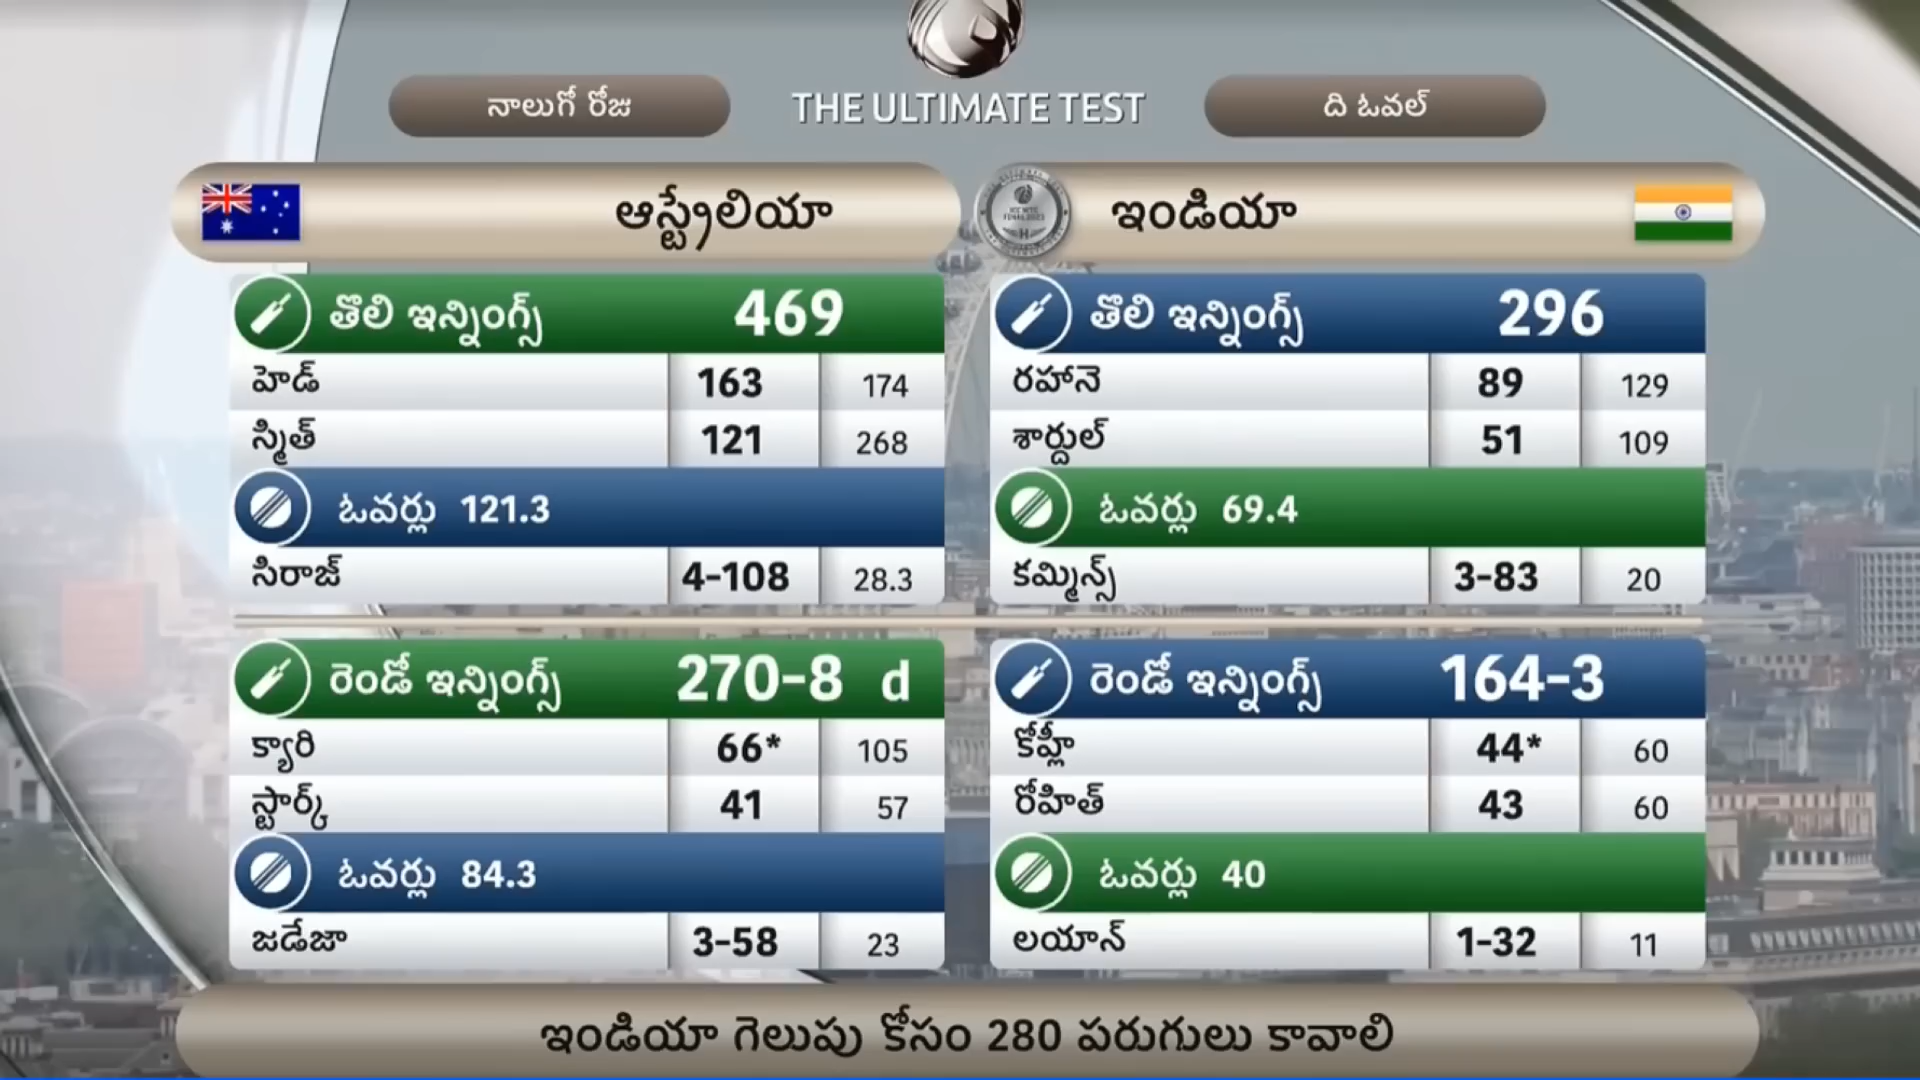 నాలుగో రోజు
THE ULTIMATE TEST
ది ఓవల్
ఆస్ట్రేలియా
ఇండియా
తొలి ఇన్నింగ్స్ 469
హెడ్ 163 174
స్మిత్ 121 268
ఓవర్లు 121.3
సిరాజ్ 4-108 28.3
తొలి ఇన్నింగ్స్ 296
రహానె 89 129
శార్దుల్ 51 109
ఓవర్లు 69.4
కమ్మిన్స్ 3-83 20
రెండో ఇన్నింగ్స్ 270-8 d
క్యారి 66* 105
స్టార్క్ 41 57
ఓవర్లు 84.3
జడేజా 3-58 23
రెండో ఇన్నింగ్స్ 164-3
కోహ్లీ 44* 60
రోహిత్ 43 60
ఓవర్లు 40
లయాన్ 1-32 11
ఇండియా గెలుపు కోసం 280 పరుగులు కావాలి